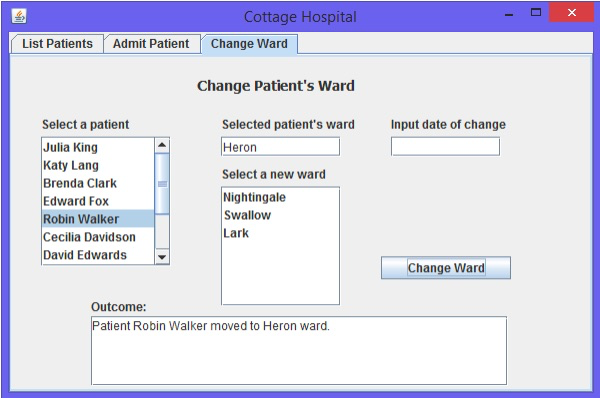 Cottage Hospital
List Patients Admit Patient Change Ward
Change Patient's Ward
Select a patient
Julia King
Katy Lang
Brenda Clark
Edward Fox
Robin Walker
Cecilia Davidson
David Edwards
Selected patient's ward
Heron
Select a new ward
Nightingale
Swallow
Lark
Input date of change
Change Ward
Outcome:
Patient Robin Walker moved to Heron ward.